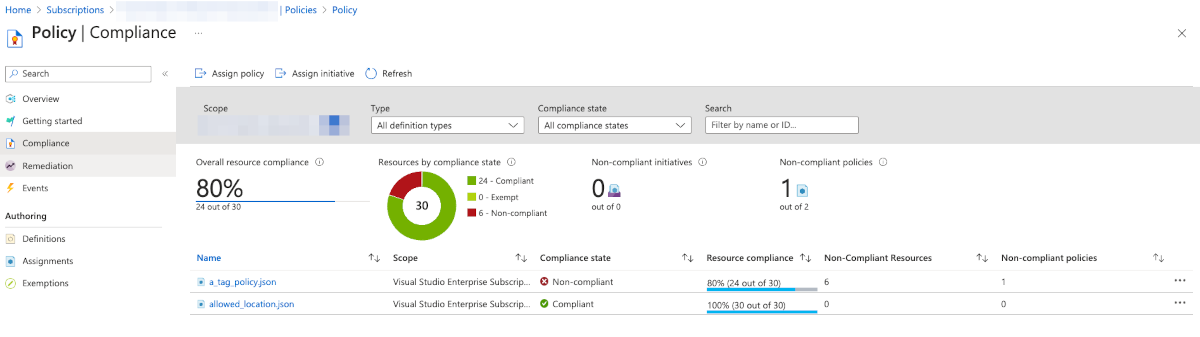 Home > Subscriptions > | Policies > Policy
Policy | Compliance ...
Search «
Assign policy Assign initiative Refresh
Overview
Getting started
Compliance
Remediation
Events
Authoring
Definitions
Assignments
Exemptions
Scope Type Compliance state Search
All definition types All compliance states Filter by name or ID...
Overall resource compliance Resources by compliance state Non-compliant initiatives Non-compliant policies
80%
24 out of 30
30
24 - Compliant
0 - Exempt
6 - Non-compliant
0
out of 0
1
out of 2
Name Scope Compliance state Resource compliance Non-Compliant Resources Non-compliant policies
a_tag_policy.json Visual Studio Enterprise Subscrip... Non-compliant 80% (24 out of 30) 6 1 ...
allowed_location.json Visual Studio Enterprise Subscrip... Compliant 100% (30 out of 30) 0 0 ...